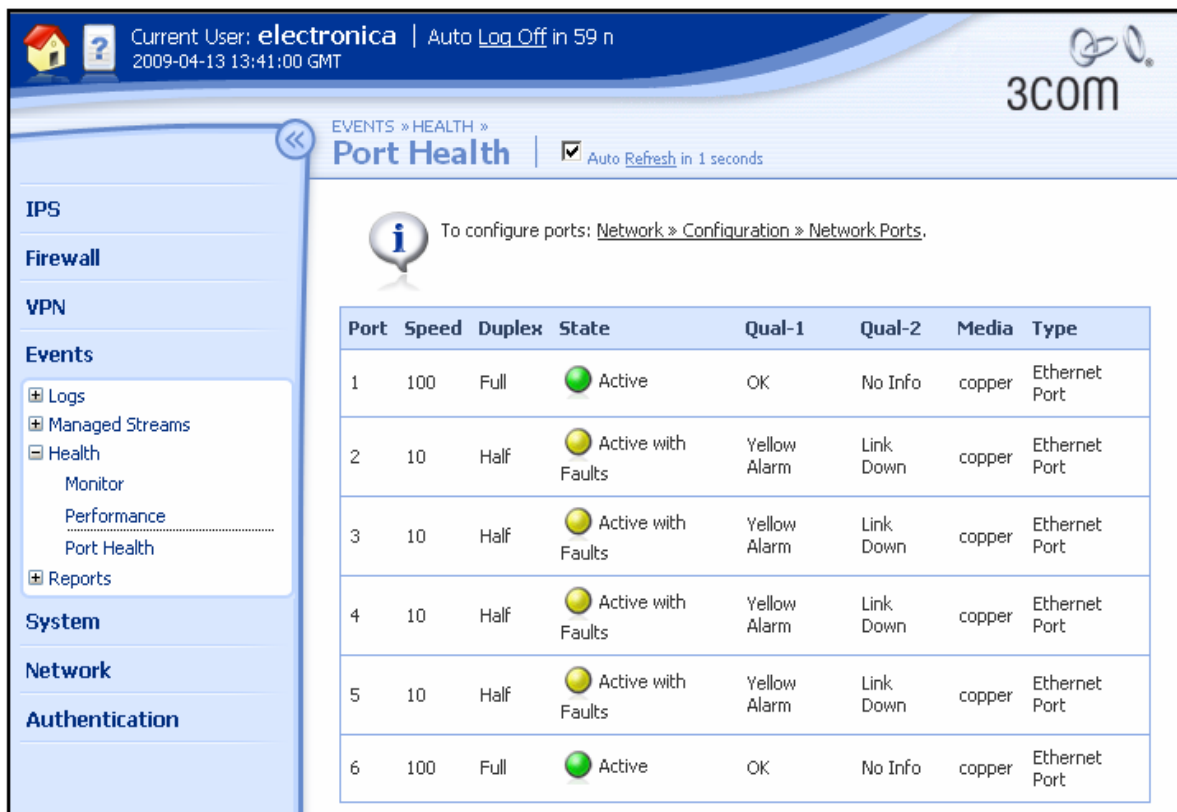 Current User: electronica | Auto Log Off in 59 n
2009-04-13 13:41:00 GMT
3COM
EVENTS » HEALTH »
Port Health | Auto Refresh in 1 seconds
To configure ports: Network » Configuration » Network Ports.
IPS
Firewall
VPN
Events
Logs
Managed Streams
Health
Monitor
Performance
Port Health
Reports
System
Network
Authentication
Port Speed Duplex State Qual-1 Qual-2 Media Type
1 100 Full Active OK No Info copper Ethernet Port
2 10 Half Active with Faults Yellow Alarm Link Down copper Ethernet Port
3 10 Half Active with Faults Yellow Alarm Link Down copper Ethernet Port
4 10 Half Active with Faults Yellow Alarm Link Down copper Ethernet Port
5 10 Half Active with Faults Yellow Alarm Link Down copper Ethernet Port
6 100 Full Active OK No Info copper Ethernet Port